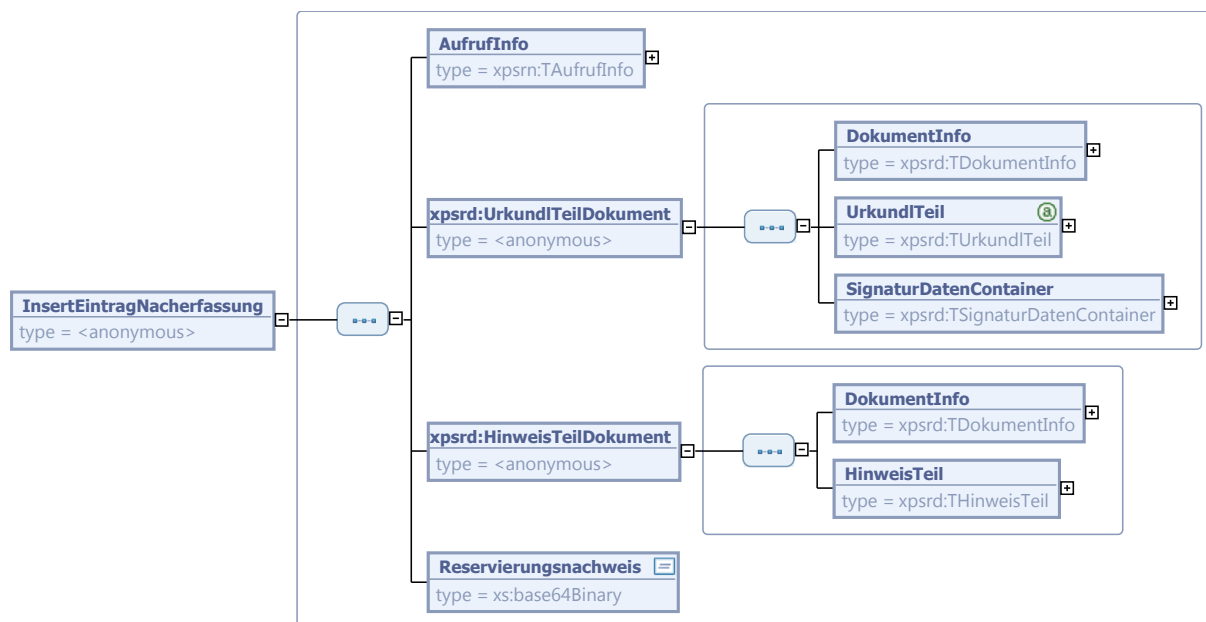 AufrufInfo
type = xpsrn:TAufrufInfo
DokumentInfo
type = xpsrd:TDokumentInfo
xpsrd:UrkundlTeilDokument
type = <anonymous>
UrkundlTeil
a
type = xpsrd:TUrkundlTeil
SignaturDatenContainer
type = xpsrd:TSignaturDatenContainer
InsertEintragNacherfassung
type = <anonymous>
DokumentInfo
type = xpsrd:TDokumentInfo
xpsrd:HinweisTeilDokument
type = <anonymous>
HinweisTeil
type = xpsrd:THinweisTeil
Reservierungsnachweis
type = xs:base64Binary